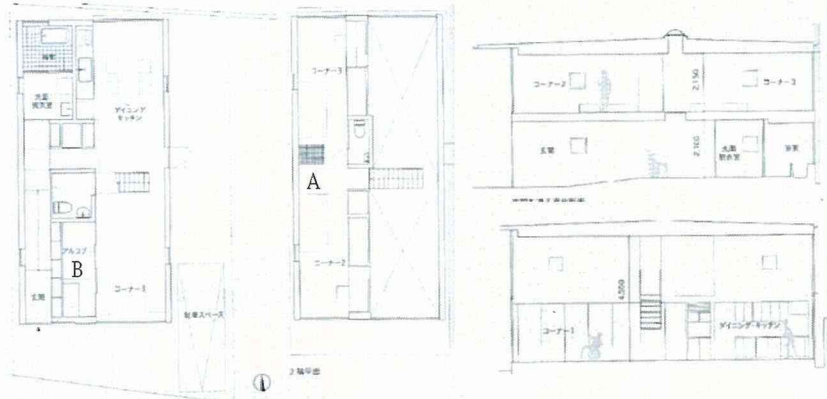 浴室
洗面
脱衣室
ダイニング
キッチン
アルコブ
B
玄関
コーナー1
駐車スペース
コーナー3
A
コーナー2
2階平面
コーナー2
2,150
コーナー3
玄関
2,100
洗面
脱衣室
浴室
4,550
コーナー1
ダイニング・キッチン